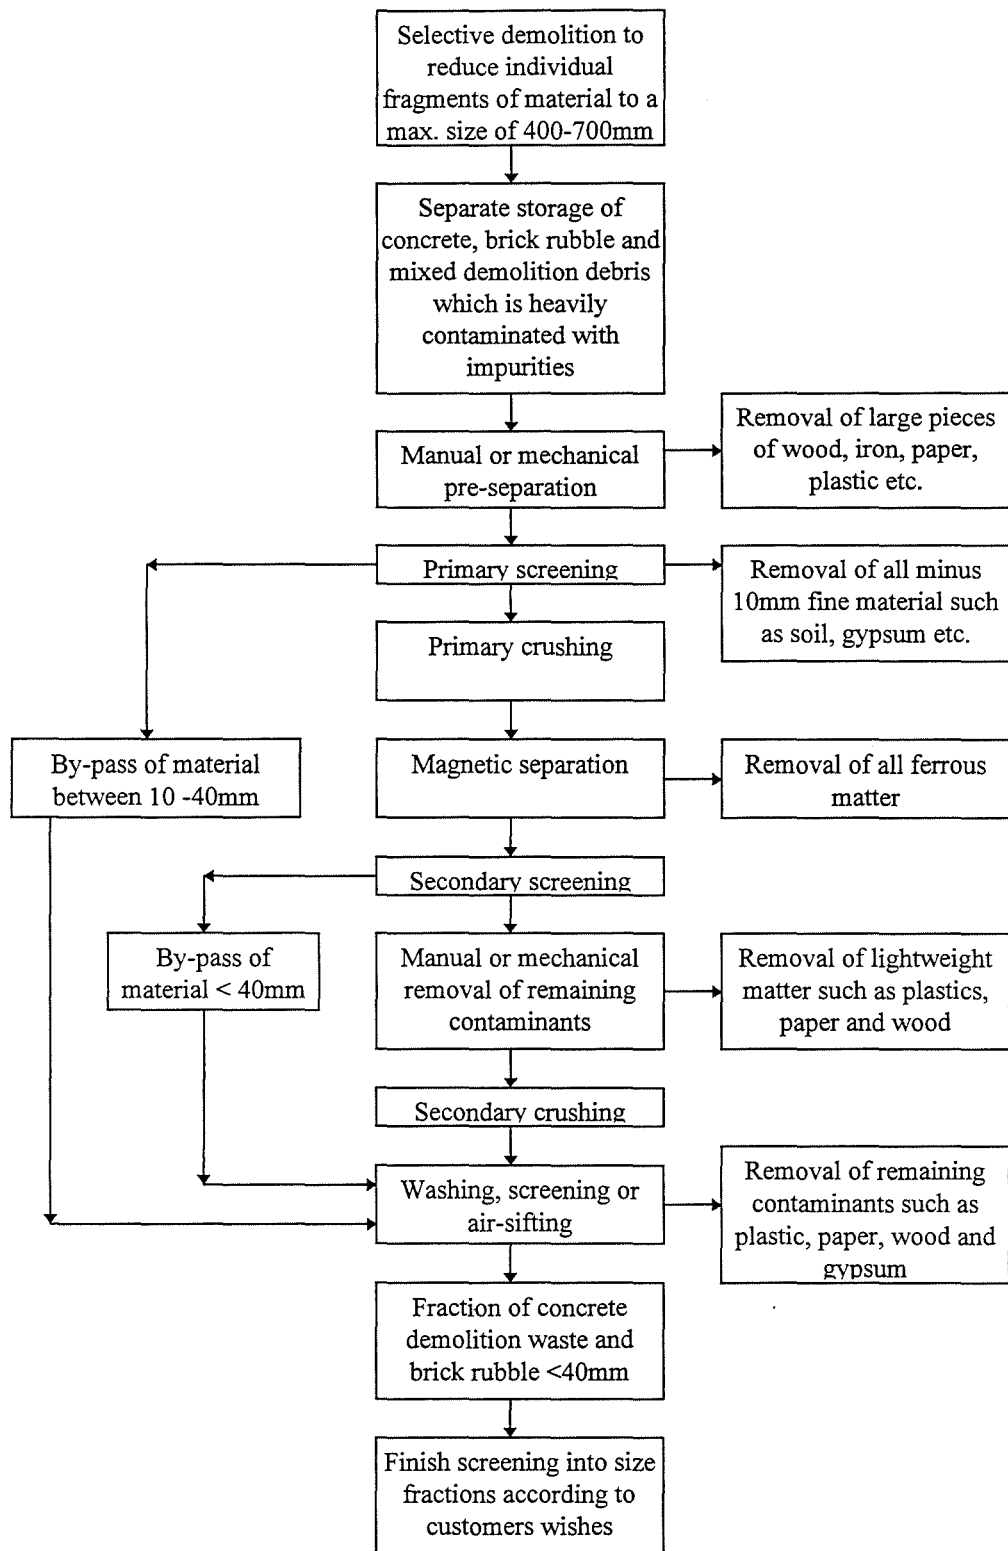 Selective demolition to
reduce individual
fragments of material to a
max. size of 400-700mm
Separate storage of
concrete, brick rubble and
mixed demolition debris
which is heavily
contaminated with
impurities
Manual or mechanical
pre-separation
Removal of large pieces
of wood, iron, paper,
plastic etc.
Primary screening
Removal of all minus
10mm fine material such
as soil, gypsum etc.
Primary crushing
By-pass of material
between 10 -40mm
Magnetic separation
Removal of all ferrous
matter
Secondary screening
By-pass of
material < 40mm
Manual or mechanical
removal of remaining
contaminants
Removal of lightweight
matter such as plastics,
paper and wood
Secondary crushing
Washing, screening or
air-sifting
Removal of remaining
contaminants such as
plastic, paper, wood and
gypsum
Fraction of concrete
demolition waste and
brick rubble <40mm
Finish screening into size
fractions according to
customers wishes